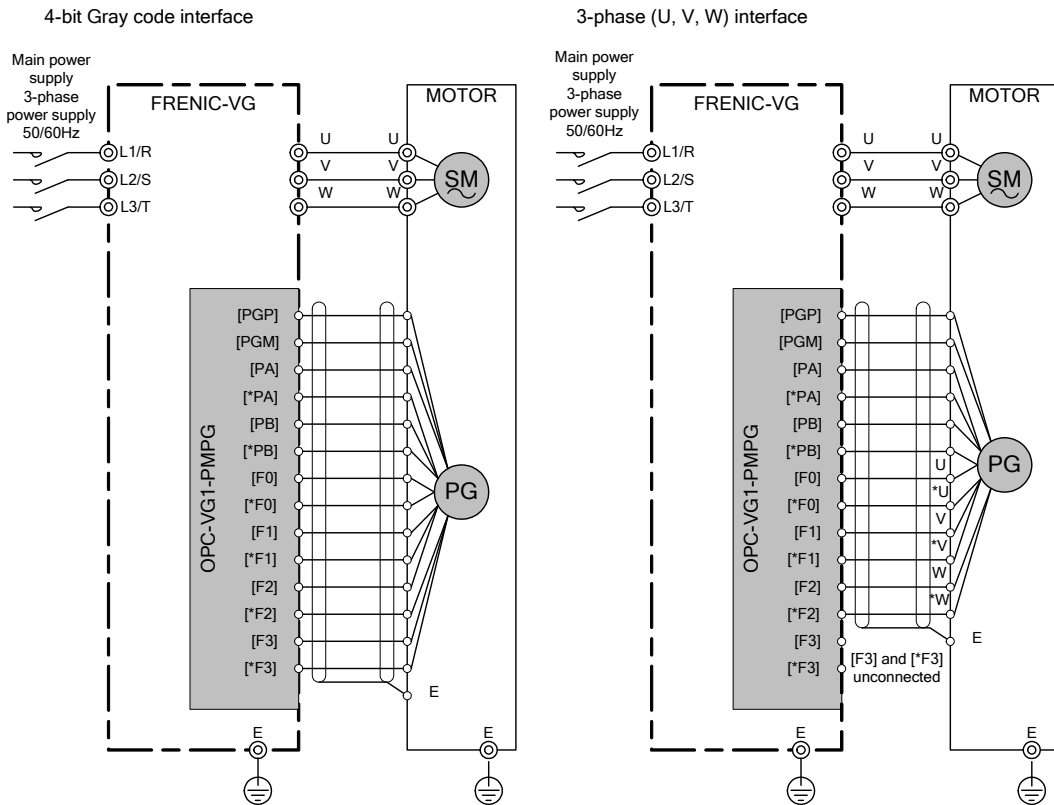 4-bit Gray code interface
Main power
supply
3-phase
power supply
50/60Hz
FRENIC-VG
MOTOR
L1/R
L2/S
L3/T
U
U
V
V
W
W
SM
OPC-VG1-PMPG
[PGP]
[PGM]
[PA]
[*PA]
[PB]
[*PB]
[F0]
[*F0]
[F1]
[*F1]
[F2]
[*F2]
[F3]
[*F3]
PG
E
E
E
3-phase (U, V, W) interface
Main power
supply
3-phase
power supply
50/60Hz
FRENIC-VG
MOTOR
L1/R
L2/S
L3/T
U
U
V
V
W
W
SM
OPC-VG1-PMPG
[PGP]
[PGM]
[PA]
[*PA]
[PB]
[*PB]
[F0]
[*F0]
[F1]
[*F1]
[F2]
[*F2]
[F3]
[*F3]
U
*U
V
*V
W
*W
PG
E
[F3] and [*F3]
unconnected
E
E